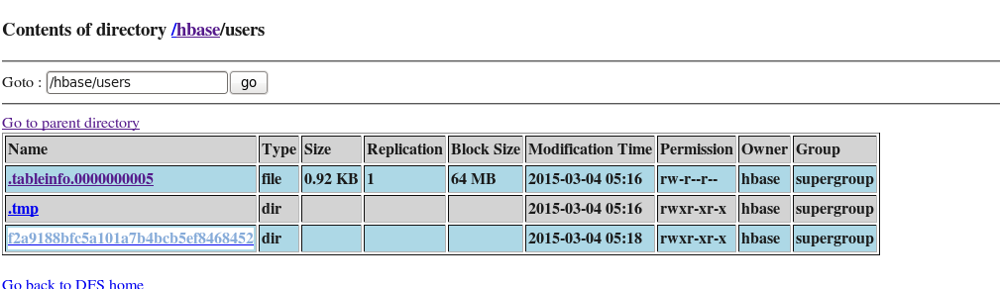 Contents of directory /hbase/users
Goto : /hbase/users go
Go to parent directory
Name Type Size Replication Block Size Modification Time Permission Owner Group
.tableinfo.0000000005 file 0.92 KB 1 64 MB 2015-03-04 05:16 rw-r--r-- hbase supergroup
.tmp dir 2015-03-04 05:16 rwxr-xr-x hbase supergroup
f2a9188bfc5a101a7b4bcb5ef8468452 dir 2015-03-04 05:18 rwxr-xr-x hbase supergroup
Go back to DFS home